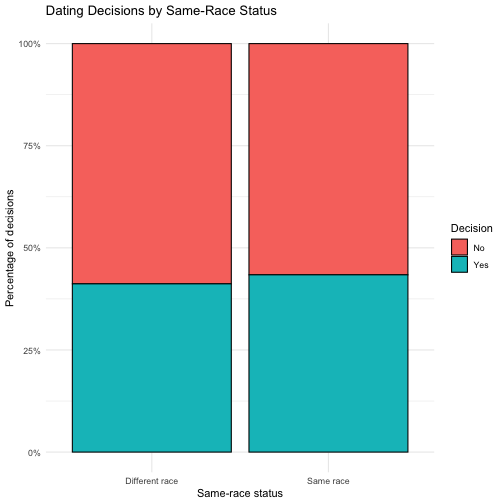 Dating Decisions by Same-Race Status
Percentage of decisions
100%
75%
50%
25%
0%
Different race
Same race
Same-race status
Decision
No
Yes